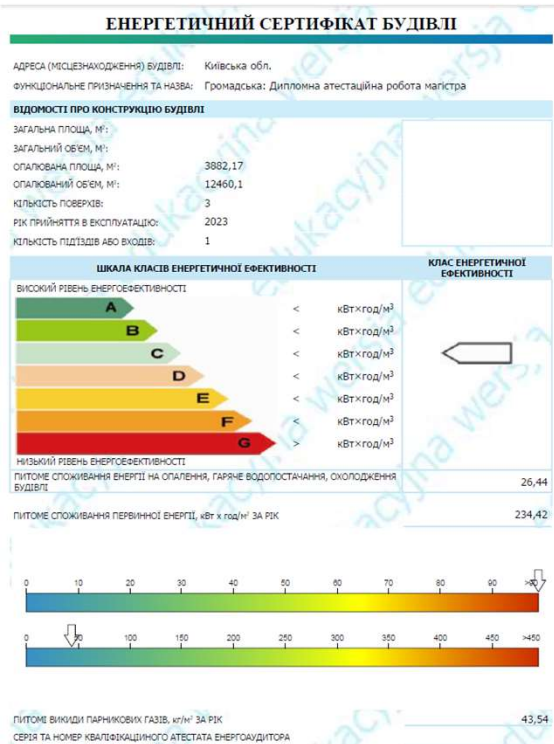 ЕНЕРГЕТИЧНИЙ СЕРТИФІКАТ БУДІВЛІ
АДРЕСА (МІСЦЕЗНАХОДЖЕННЯ) БУДІВЛІ: Київська обл.
ФУНКЦІОНАЛЬНЕ ПРИЗНАЧЕННЯ ТА НАЗВА: Громадська: Дипломна атестаційна робота магістра
ВІДОМОСТІ ПРО КОНСТРУКЦІЮ БУДІВЛІ
ЗАГАЛЬНА ПЛОЩА, М²:
ЗАГАЛЬНИЙ ОБ'ЄМ, М³:
ОПАЛЮВАНА ПЛОЩА, М²: 3882,17
ОПАЛЮВАНИЙ ОБ'ЄМ, М³: 12460,1
КІЛЬКІСТЬ ПОВЕРХІВ: 3
РІК ПРИЙНЯТТЯ В ЕКСПЛУАТАЦІЮ: 2023
КІЛЬКІСТЬ ПІД'ЇЗДІВ АБО ВХОДІВ: 1
ШКАЛА КЛАСІВ ЕНЕРГЕТИЧНОЇ ЕФЕКТИВНОСТІ
КЛАС ЕНЕРГЕТИЧНОЇ
ЕФЕКТИВНОСТІ
ВИСОКИЙ РІВЕНЬ ЕНЕРГОЕФЕКТИВНОСТІ
A < кВт×год/м³
B < кВт×год/м³
C < кВт×год/м³
D < кВт×год/м³
E < кВт×год/м³
F < кВт×год/м³
G > кВт×год/м³
НИЗЬКИЙ РІВЕНЬ ЕНЕРГОЕФЕКТИВНОСТІ
ПИТОМЕ СПОЖИВАННЯ ЕНЕРГІЇ НА ОПАЛЕННЯ, ГАРЯЧЕ ВОДОПОСТАЧАННЯ, ОХОЛОДЖЕННЯ
БУДІВЛІ 26,44
ПИТОМЕ СПОЖИВАННЯ ПЕРВИННОЇ ЕНЕРГІЇ, кВт х год/м² ЗА РІК 234,42
0 10 20 30 40 50 60 70 80 90 >90
0 50 100 150 200 250 300 350 400 450 >450
ПИТОМІ ВИКИДИ ПАРНИКОВИХ ГАЗІВ, кг/м² ЗА РІК 43,54
СЕРІЯ ТА НОМЕР КВАЛІФІКАЦІЙНОГО АТЕСТАТА ЕНЕРГОАУДИТОРА
edukacyjna wersja